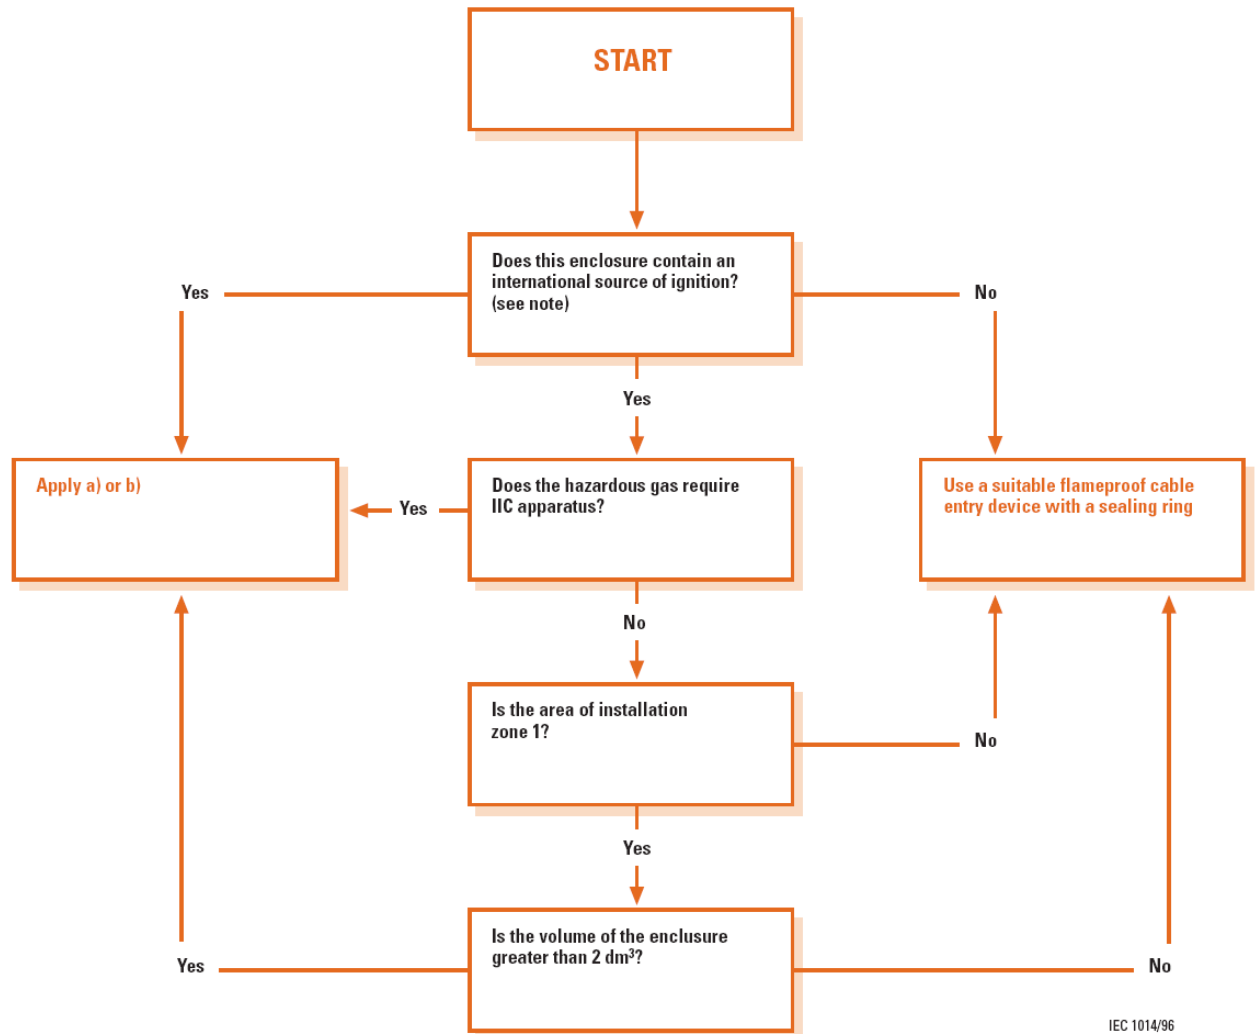 START
Does this enclosure contain an
international source of ignition?
(see note)
Yes
No
Yes
Apply a) or b)
Yes
Does the hazardous gas require
IIC apparatus?
Use a suitable flameproof cable
entry device with a sealing ring
No
Is the area of installation
zone 1?
No
Yes
Is the volume of the enclusure
greater than 2 dm³?
Yes
No
IEC 1014/96